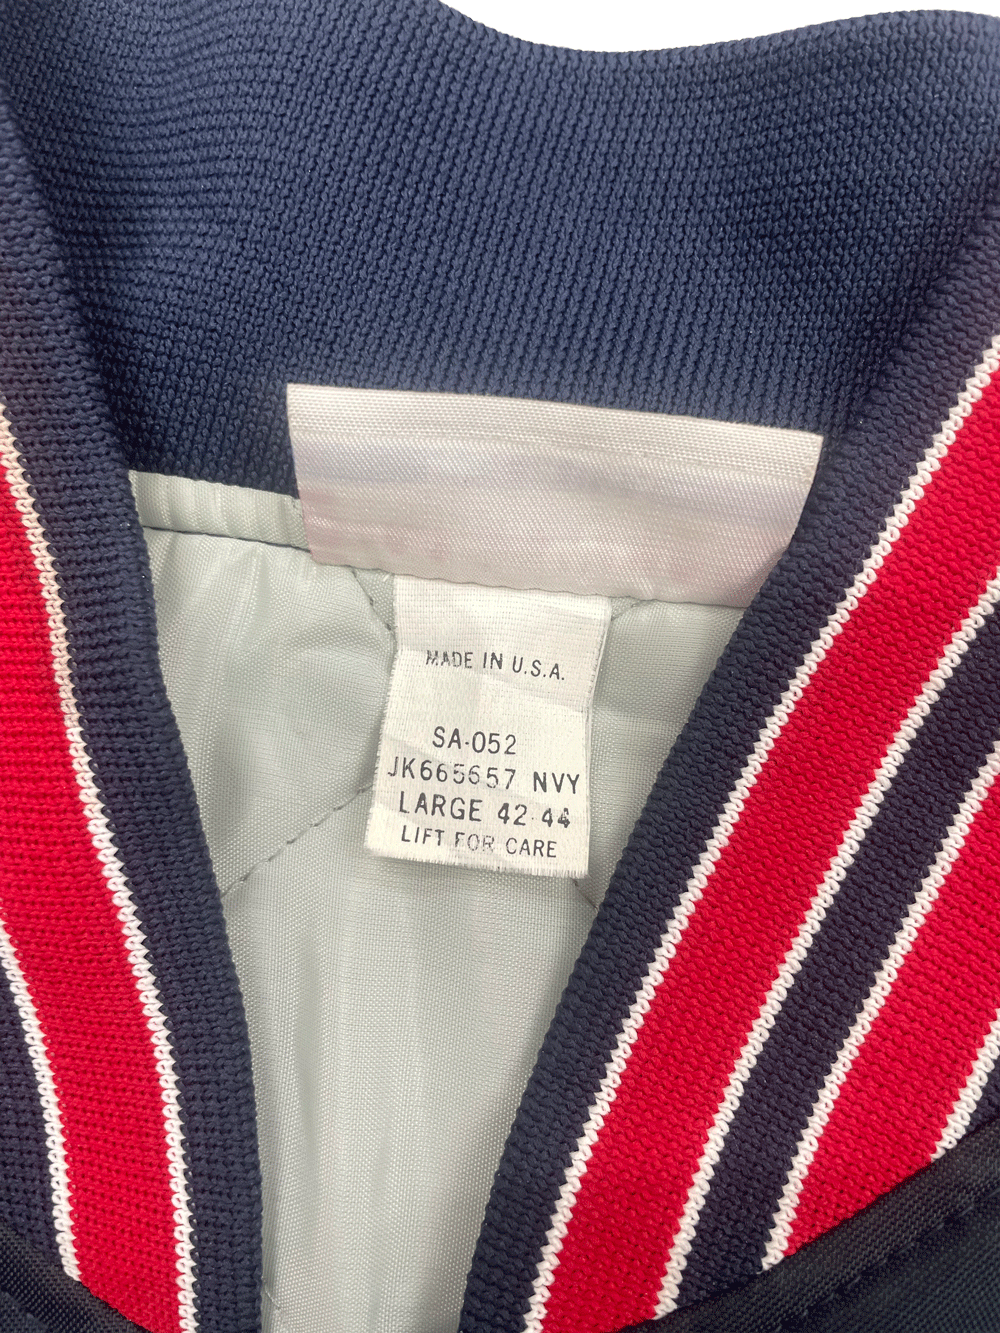 MADE IN U.S.A.
SA-052
JK665657 NVY
LARGE 42-44
LIFT FOR CARE